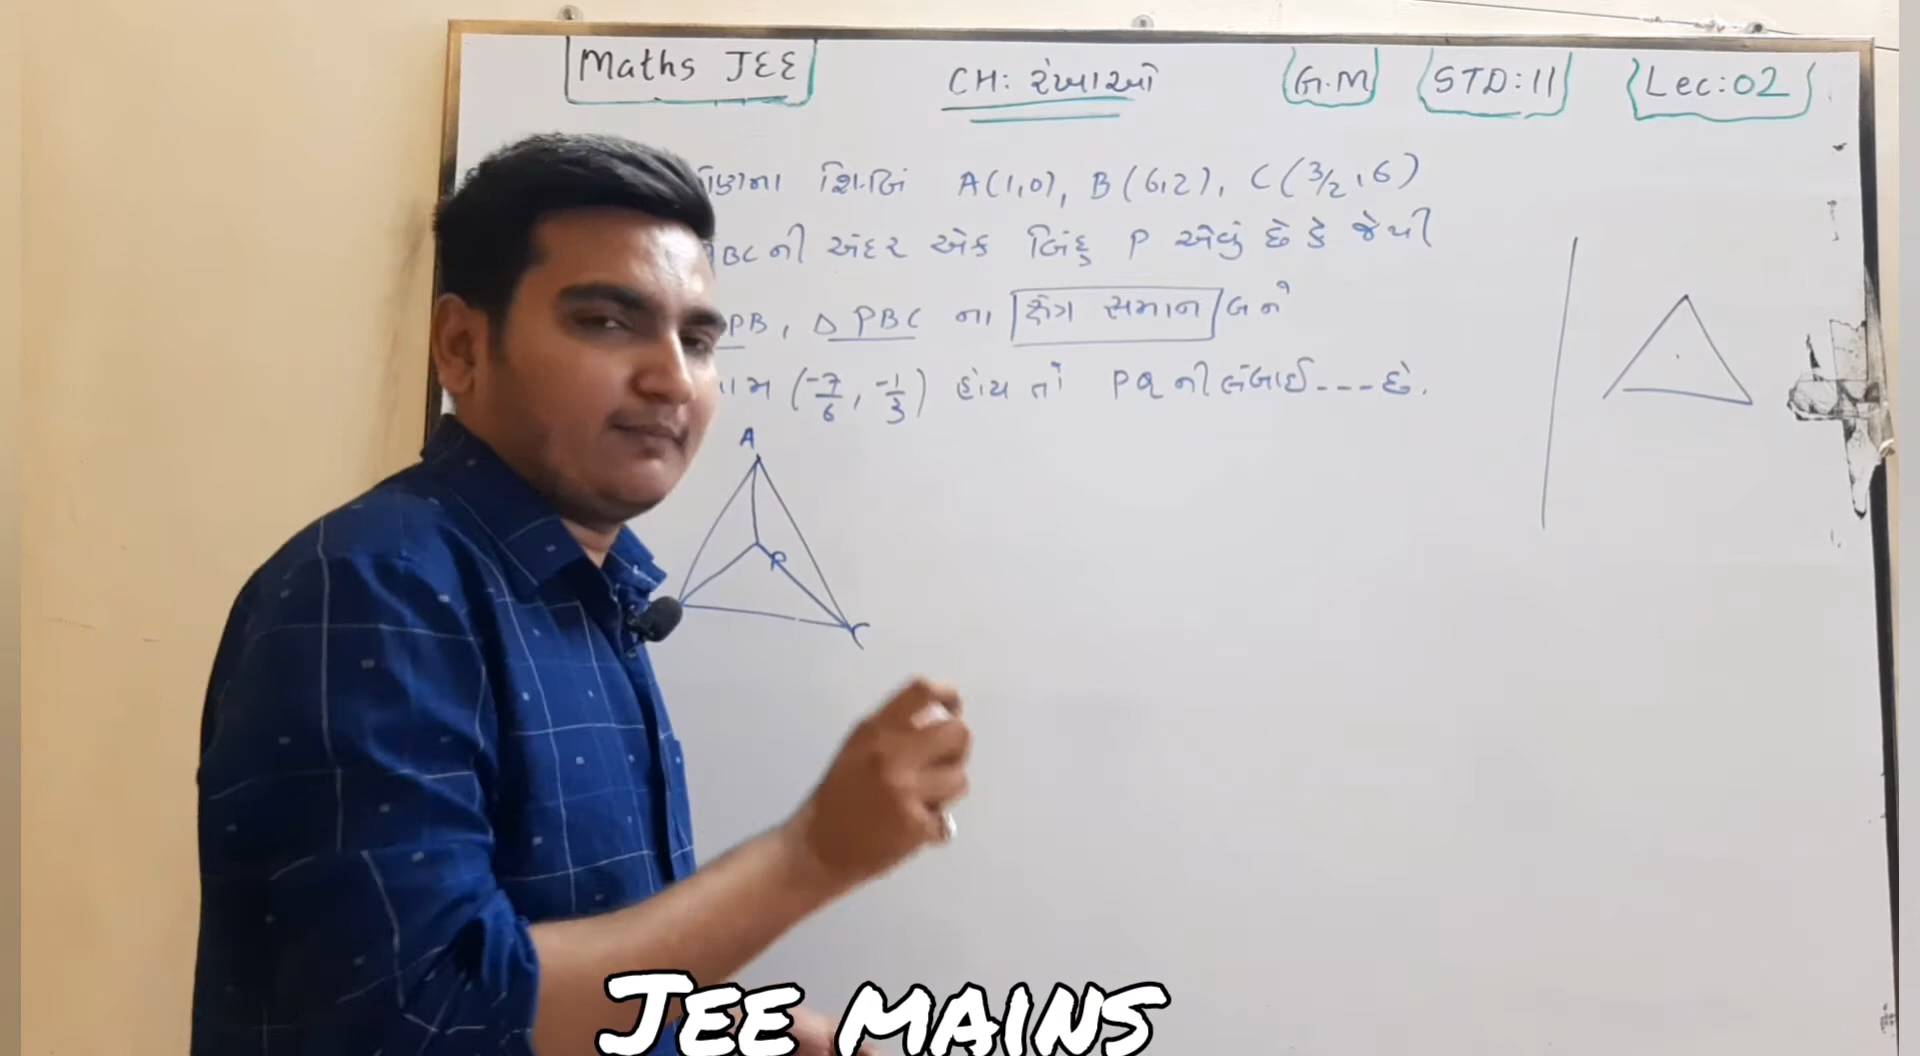 Maths JEE
CH: રેખાઓ
G.M
STD:11
Lec:02
શિ.બિં A(1,0), B(6,2), C(3/2,6)
BC ની અંદર એક બિંદુ P એવું છે કે જેથી
PB, △ PBC ના ક્ષેત્ર સમાન બને
(-7/6, -1/3) હોય તો PQ ની લંબાઈ --- છે.
A
P
C
JEE MAINS